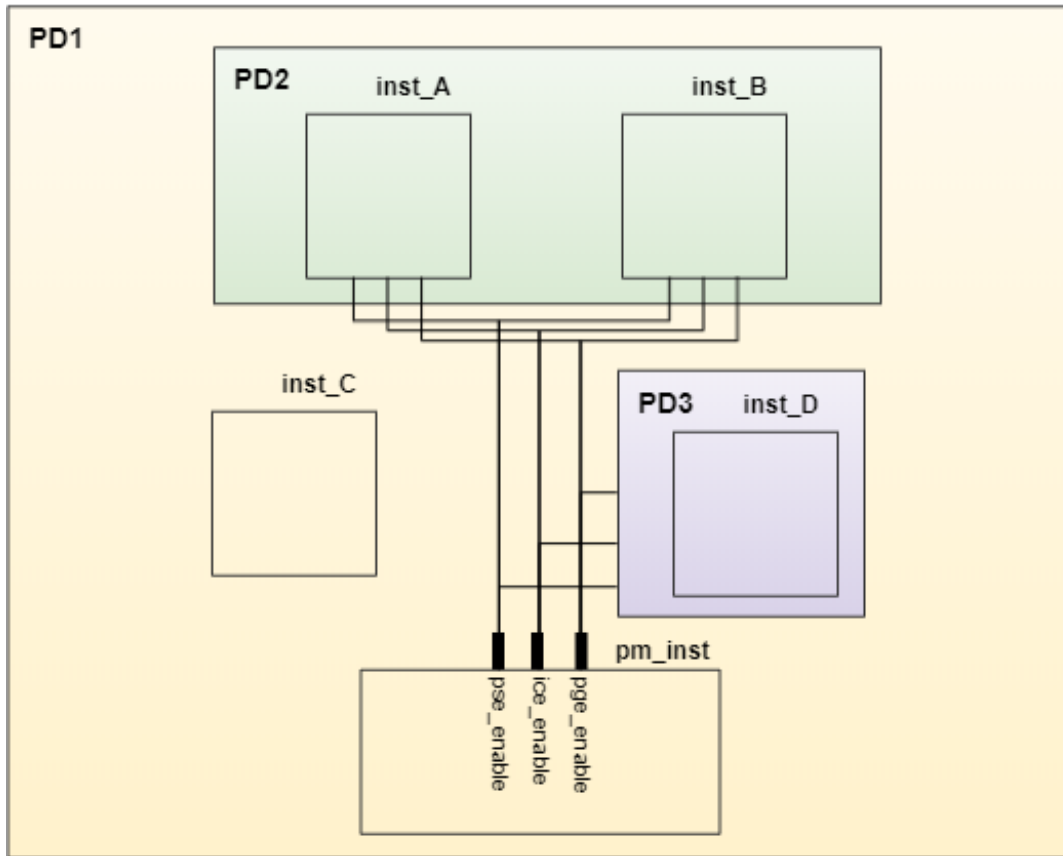 PD1
PD2
inst_A
inst_B
inst_C
PD3
inst_D
pm_inst
pse_enable
ice_enable
pge_enable